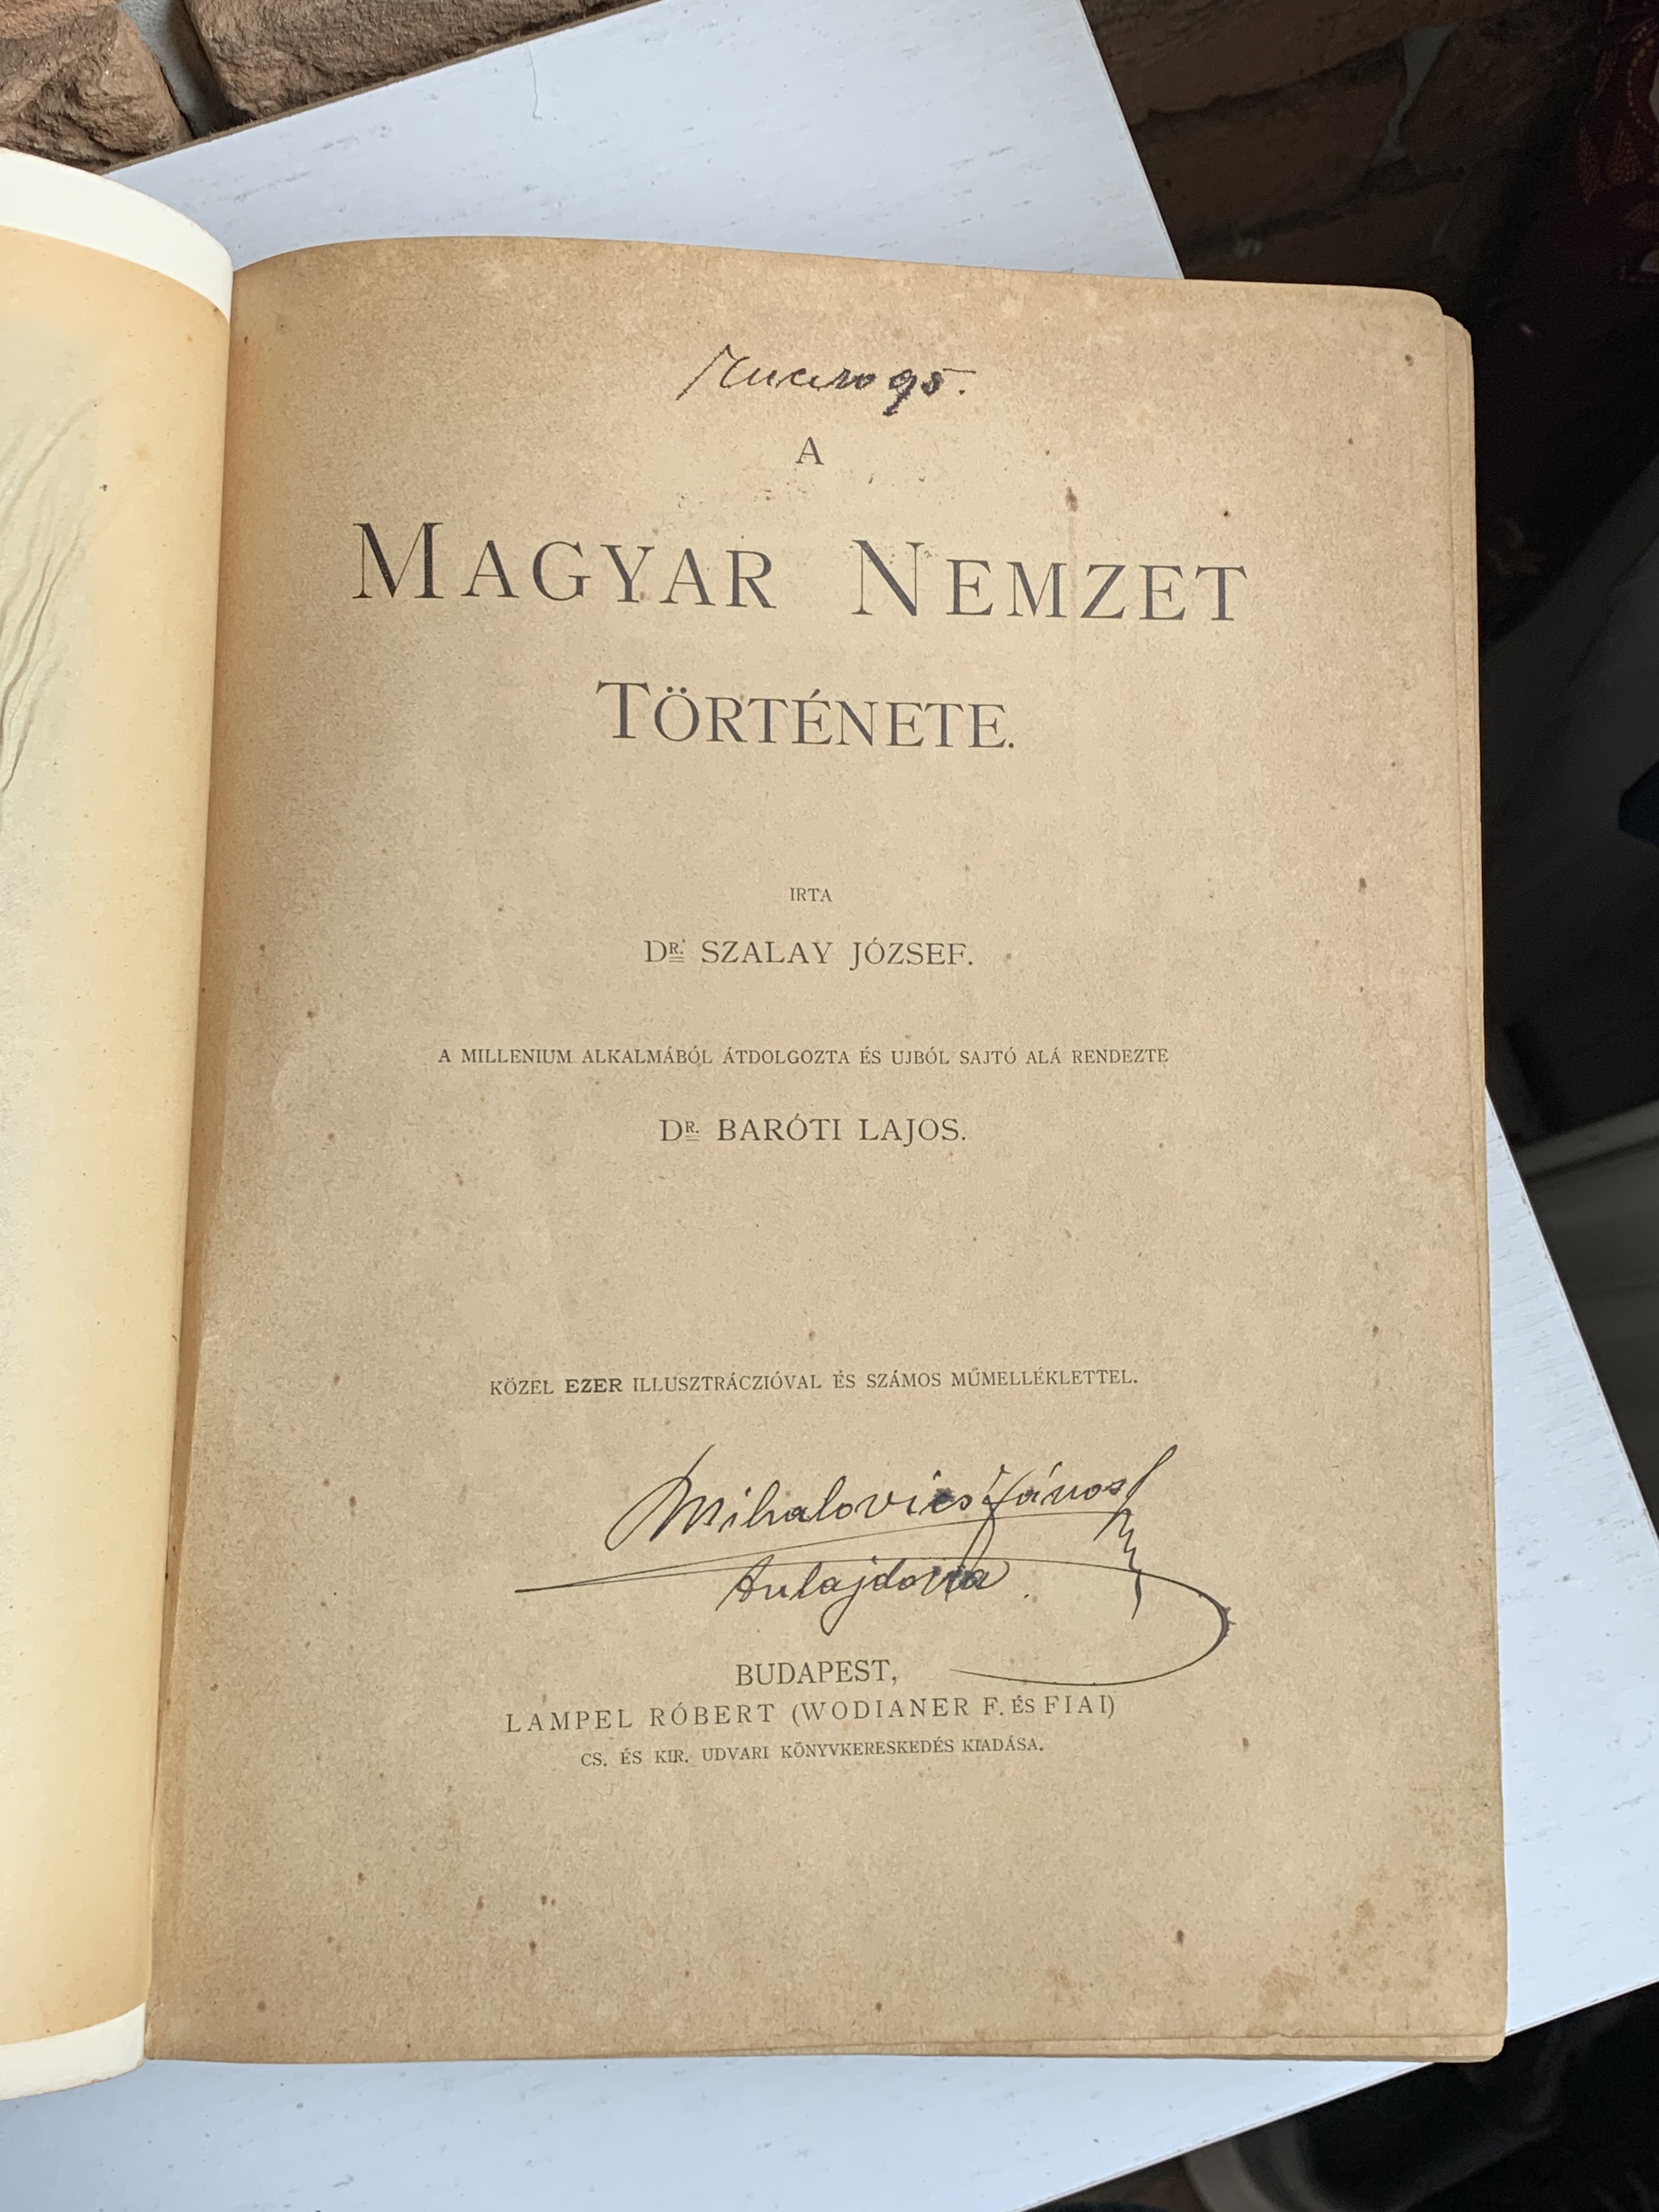 95.
A
MAGYAR NEMZET
TÖRTÉNETE.
IRTA
DR. SZALAY JÓZSEF.
A MILLENIUM ALKALMÁBÓL ÁTDOLGOZTA ÉS UJBÓL SAJTÓ ALÁ RENDEZTE
DR. BARÓTI LAJOS.
KÖZEL EZER ILLUSZTRÁCZIÓVAL ÉS SZÁMOS MŰMELLÉKLETTEL.
Mihalovics János
BUDAPEST,
LAMPEL RÓBERT (WODIANER F. ÉS FIAI)
CS. ÉS KIR. UDVARI KÖNYVKERESKEDÉS KIADÁSA.